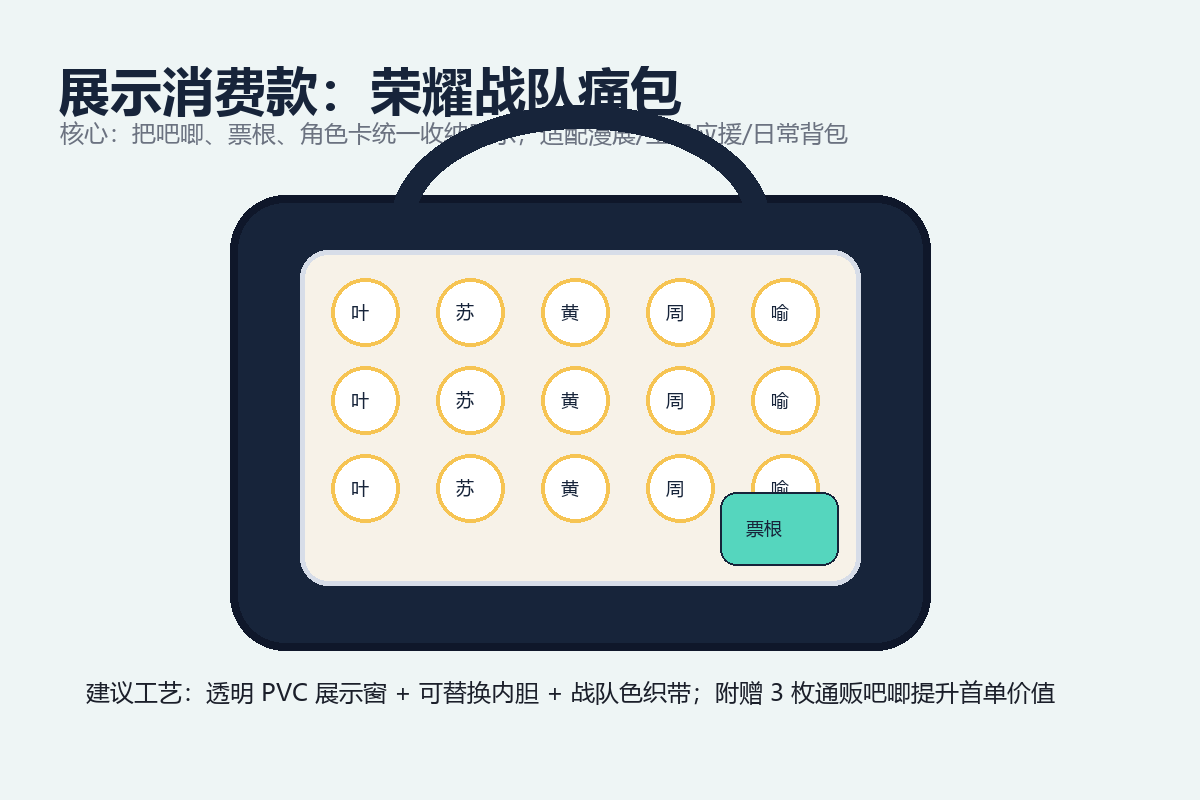 展示消费款：荣耀战队痛包
核心：把吧唧、票根、角色卡统一收纳，适配漫展/应援/日常背包
叶 苏 黄 周 喻
叶 苏 黄 周 喻
叶 苏 黄 周 喻
票根
建议工艺：透明 PVC 展示窗 + 可替换内胆 + 战队色织带；附赠 3 枚通贩吧唧提升首单价值